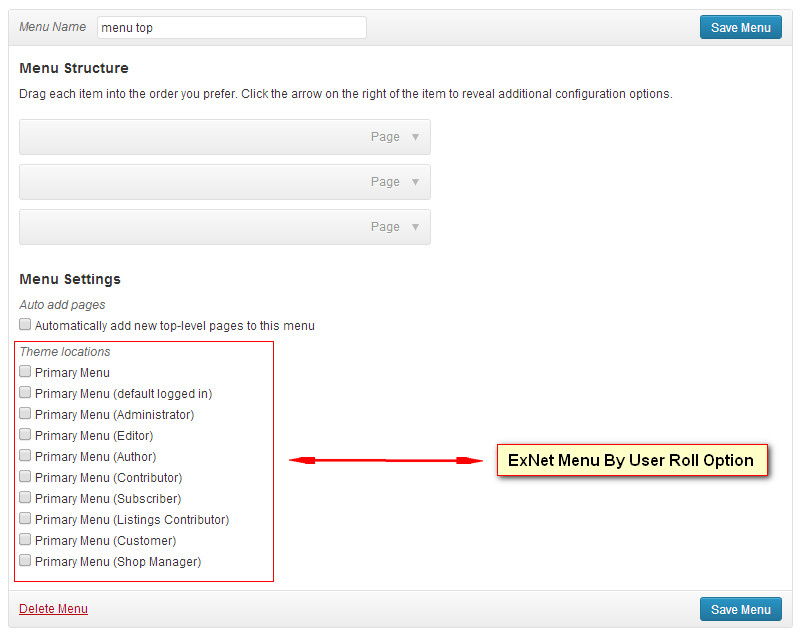 Menu Name menu top Save Menu
Menu Structure
Drag each item into the order you prefer. Click the arrow on the right of the item to reveal additional configuration options.
Page
Page
Page
Menu Settings
Auto add pages
Automatically add new top-level pages to this menu
Theme locations
Primary Menu
Primary Menu (default logged in)
Primary Menu (Administrator)
Primary Menu (Editor)
Primary Menu (Author)
Primary Menu (Contributor)
Primary Menu (Subscriber)
Primary Menu (Listings Contributor)
Primary Menu (Customer)
Primary Menu (Shop Manager)
ExNet Menu By User Roll Option
Delete Menu Save Menu